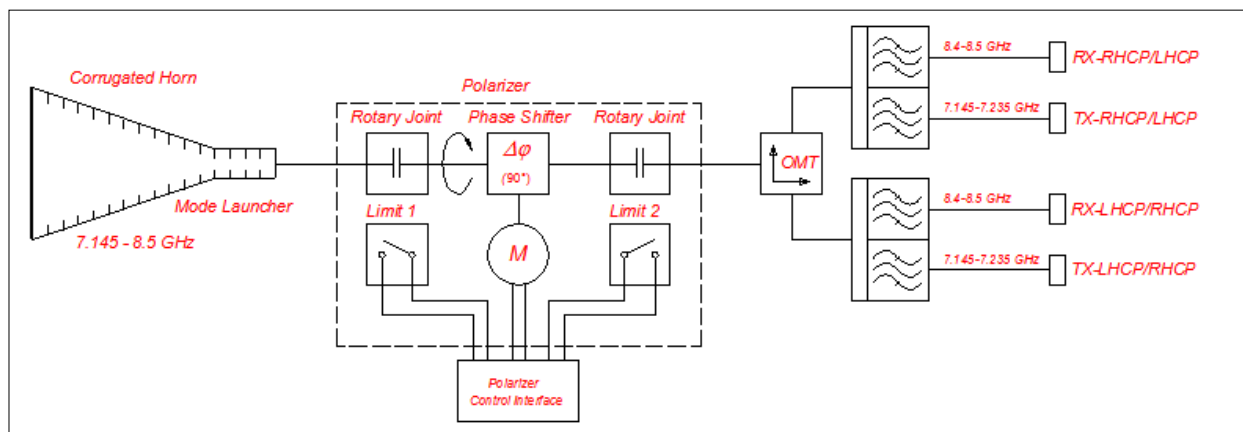 Corrugated Horn
Mode Launcher
7.145 - 8.5 GHz
Polarizer
Rotary Joint
Phase Shifter
Rotary Joint
Δφ
(90°)
Limit 1
M
Limit 2
Polarizer
Control Interface
OMT
8.4-8.5 GHz
RX-RHCP/LHCP
7.145-7.235 GHz
TX-RHCP/LHCP
8.4-8.5 GHz
RX-LHCP/RHCP
7.145-7.235 GHz
TX-LHCP/RHCP